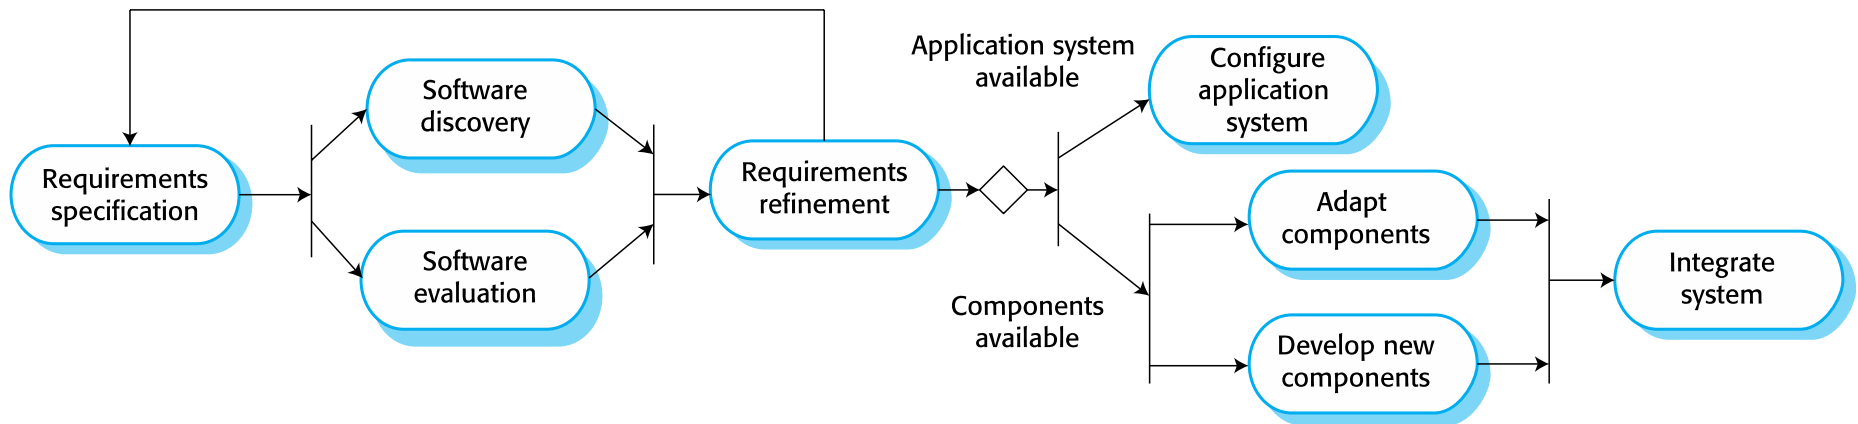 Requirements
specification
Software
discovery
Software
evaluation
Requirements
refinement
Application system
available
Configure
application
system
Components
available
Adapt
components
Develop new
components
Integrate
system